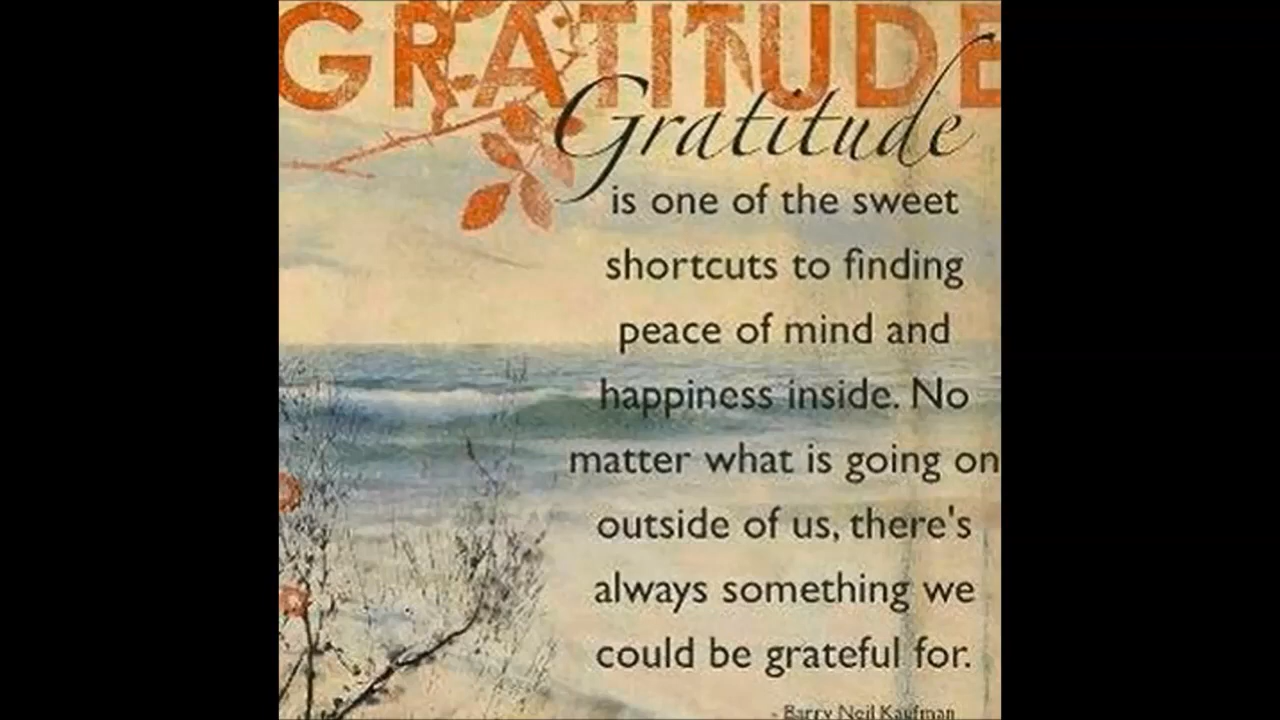 GRATITUDE
Gratitude
is one of the sweet
shortcuts to finding
peace of mind and
happiness inside. No
matter what is going on
outside of us, there's
always something we
could be grateful for.
- Barry Neil Kaufman